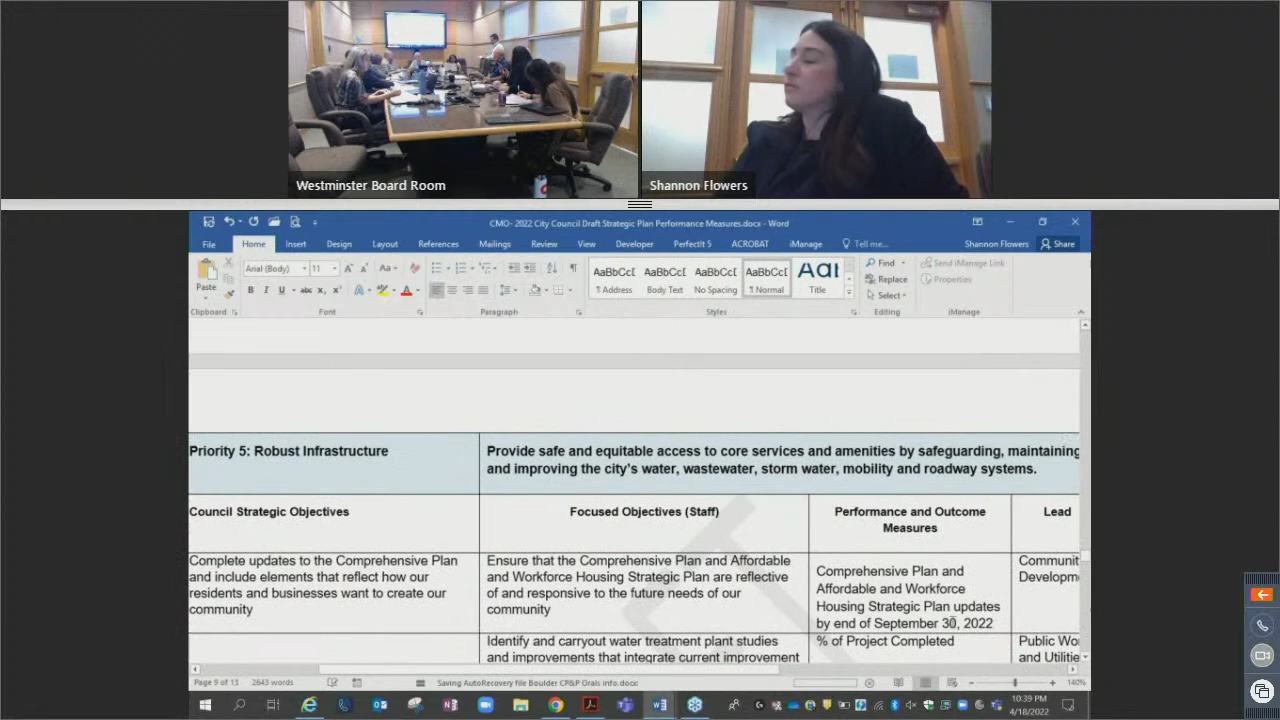 Westminster Board Room
Shannon Flowers
CMO- 2022 City Council Draft Strategic Plan Performance Measures.docx - Word
File Home Insert Design Layout References Mailings Review View Developer PerfectIt 5 ACROBAT iManage Tell me... Shannon Flowers Share
Paste
Arial (Body) 11
B I U abc
AaBbCcI AaBbCcI AaBbCcI AaBbCcI AaI
¶ Address Body Text No Spacing ¶ Normal Title
Find
Replace
Select
Send iManage Link
Properties
Clipboard Font Paragraph Styles Editing iManage
Priority 5: Robust Infrastructure
Provide safe and equitable access to core services and amenities by safeguarding, maintaining
and improving the city's water, wastewater, storm water, mobility and roadway systems.
Council Strategic Objectives
Focused Objectives (Staff)
Performance and Outcome
Measures
Lead
Complete updates to the Comprehensive Plan
and include elements that reflect how our
residents and businesses want to create our
community
Ensure that the Comprehensive Plan and Affordable
and Workforce Housing Strategic Plan are reflective
of and responsive to the future needs of our
community
Comprehensive Plan and
Affordable and Workforce
Housing Strategic Plan updates
by end of September 30, 2022
Communit
Developm
Identify and carryout water treatment plant studies
and improvements that integrate current improvement
% of Project Completed
Public Wo
and Utilitie
Page 9 of 13 2643 words Saving AutoRecovery file Boulder CP&P Orals info.docx 140%
10:39 PM
4/18/2022